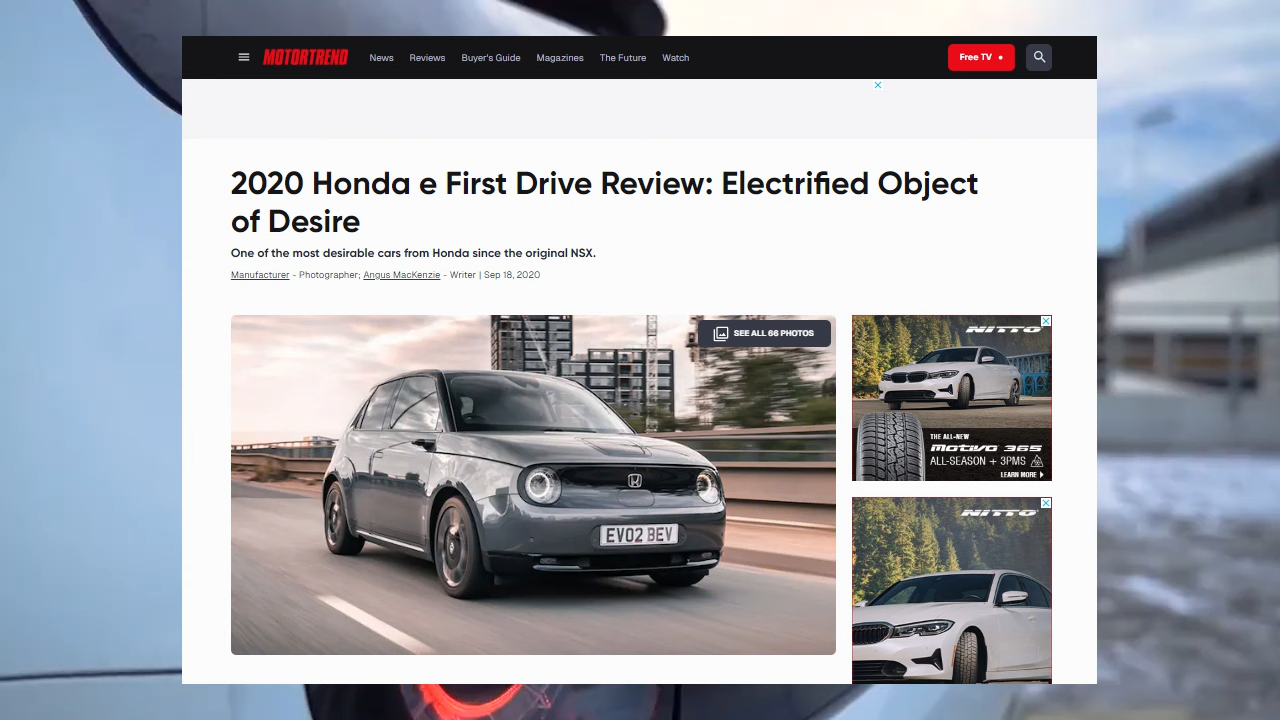 MOTORTREND News Reviews Buyer's Guide Magazines The Future Watch Free TV
2020 Honda e First Drive Review: Electrified Object
of Desire
One of the most desirable cars from Honda since the original NSX.
Manufacturer - Photographer; Angus MacKenzie - Writer | Sep 18, 2020
SEE ALL 66 PHOTOS
EV02 BEV
NITTO
THE ALL-NEW
Motivo 365
ALL-SEASON + 3PMS
LEARN MORE
NITTO